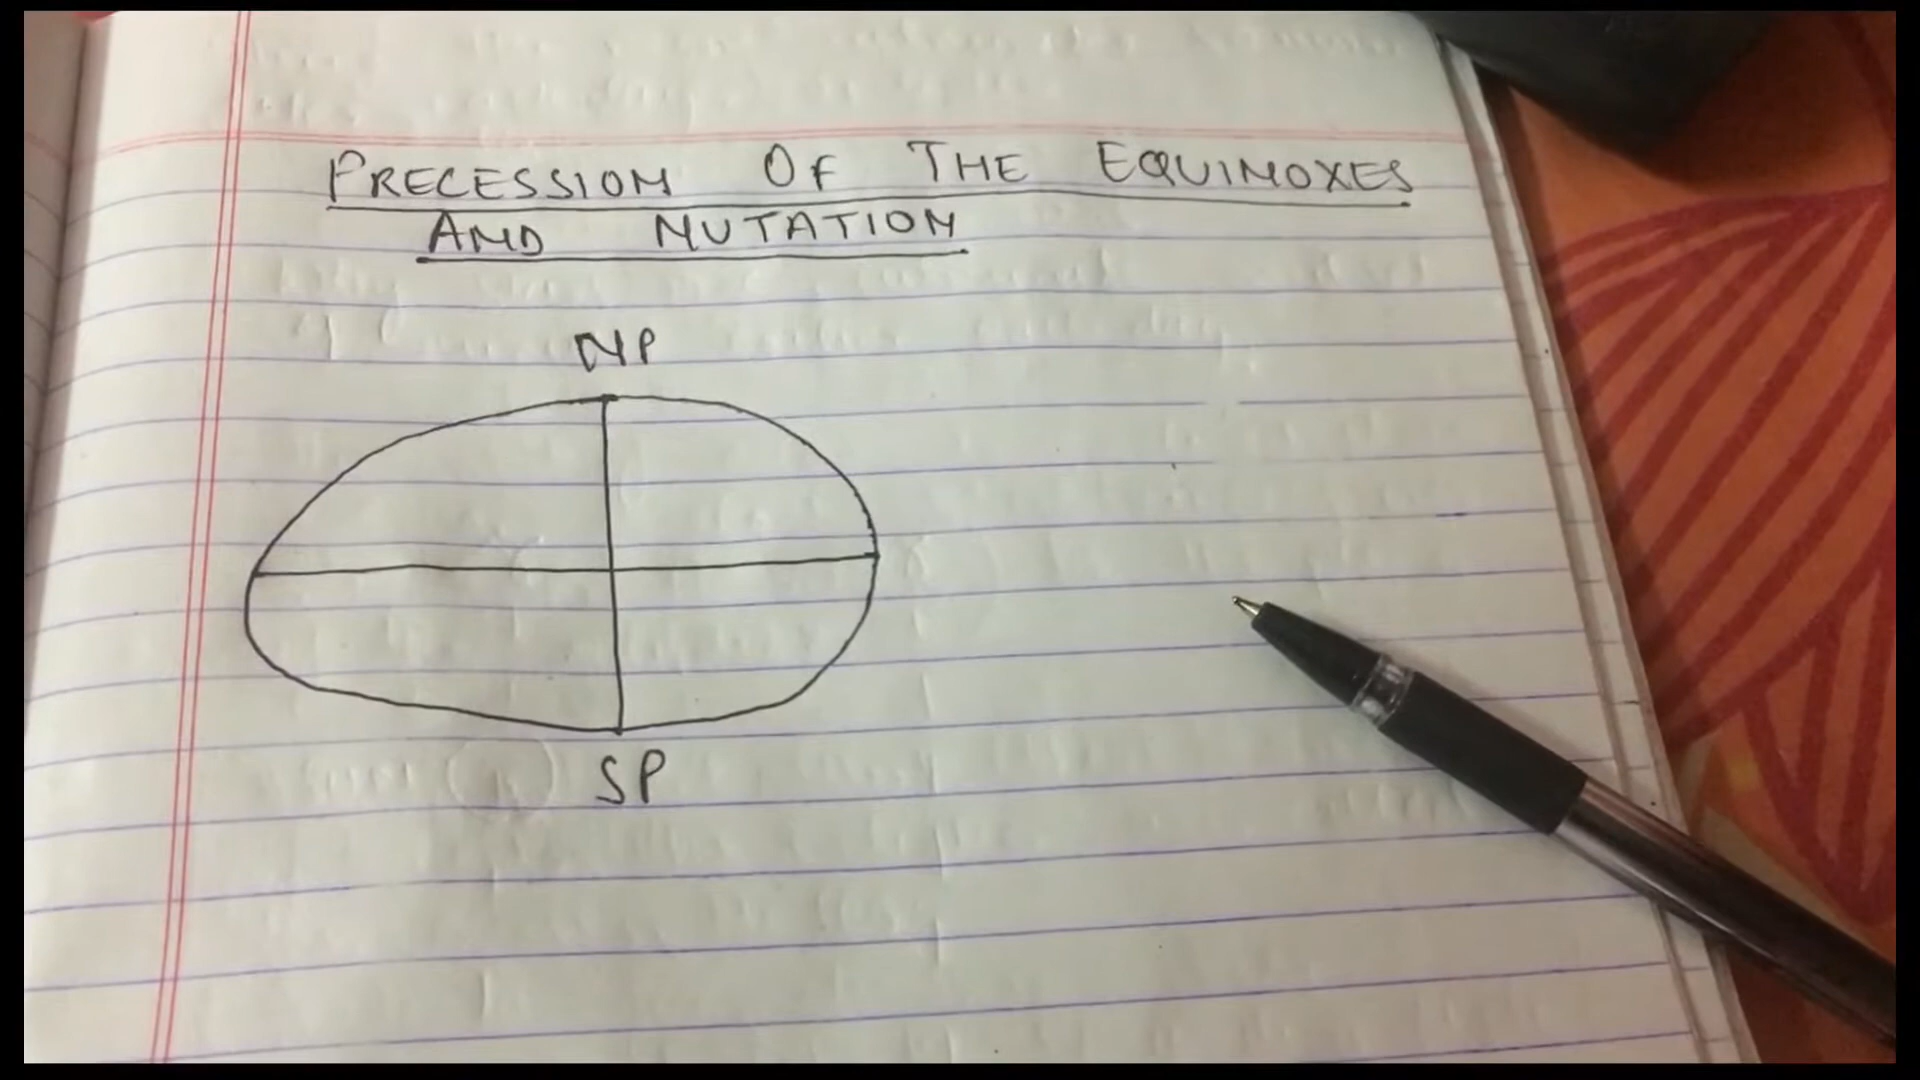 PRECESSION OF THE EQUINOXES
AND NUTATION
NP
SP